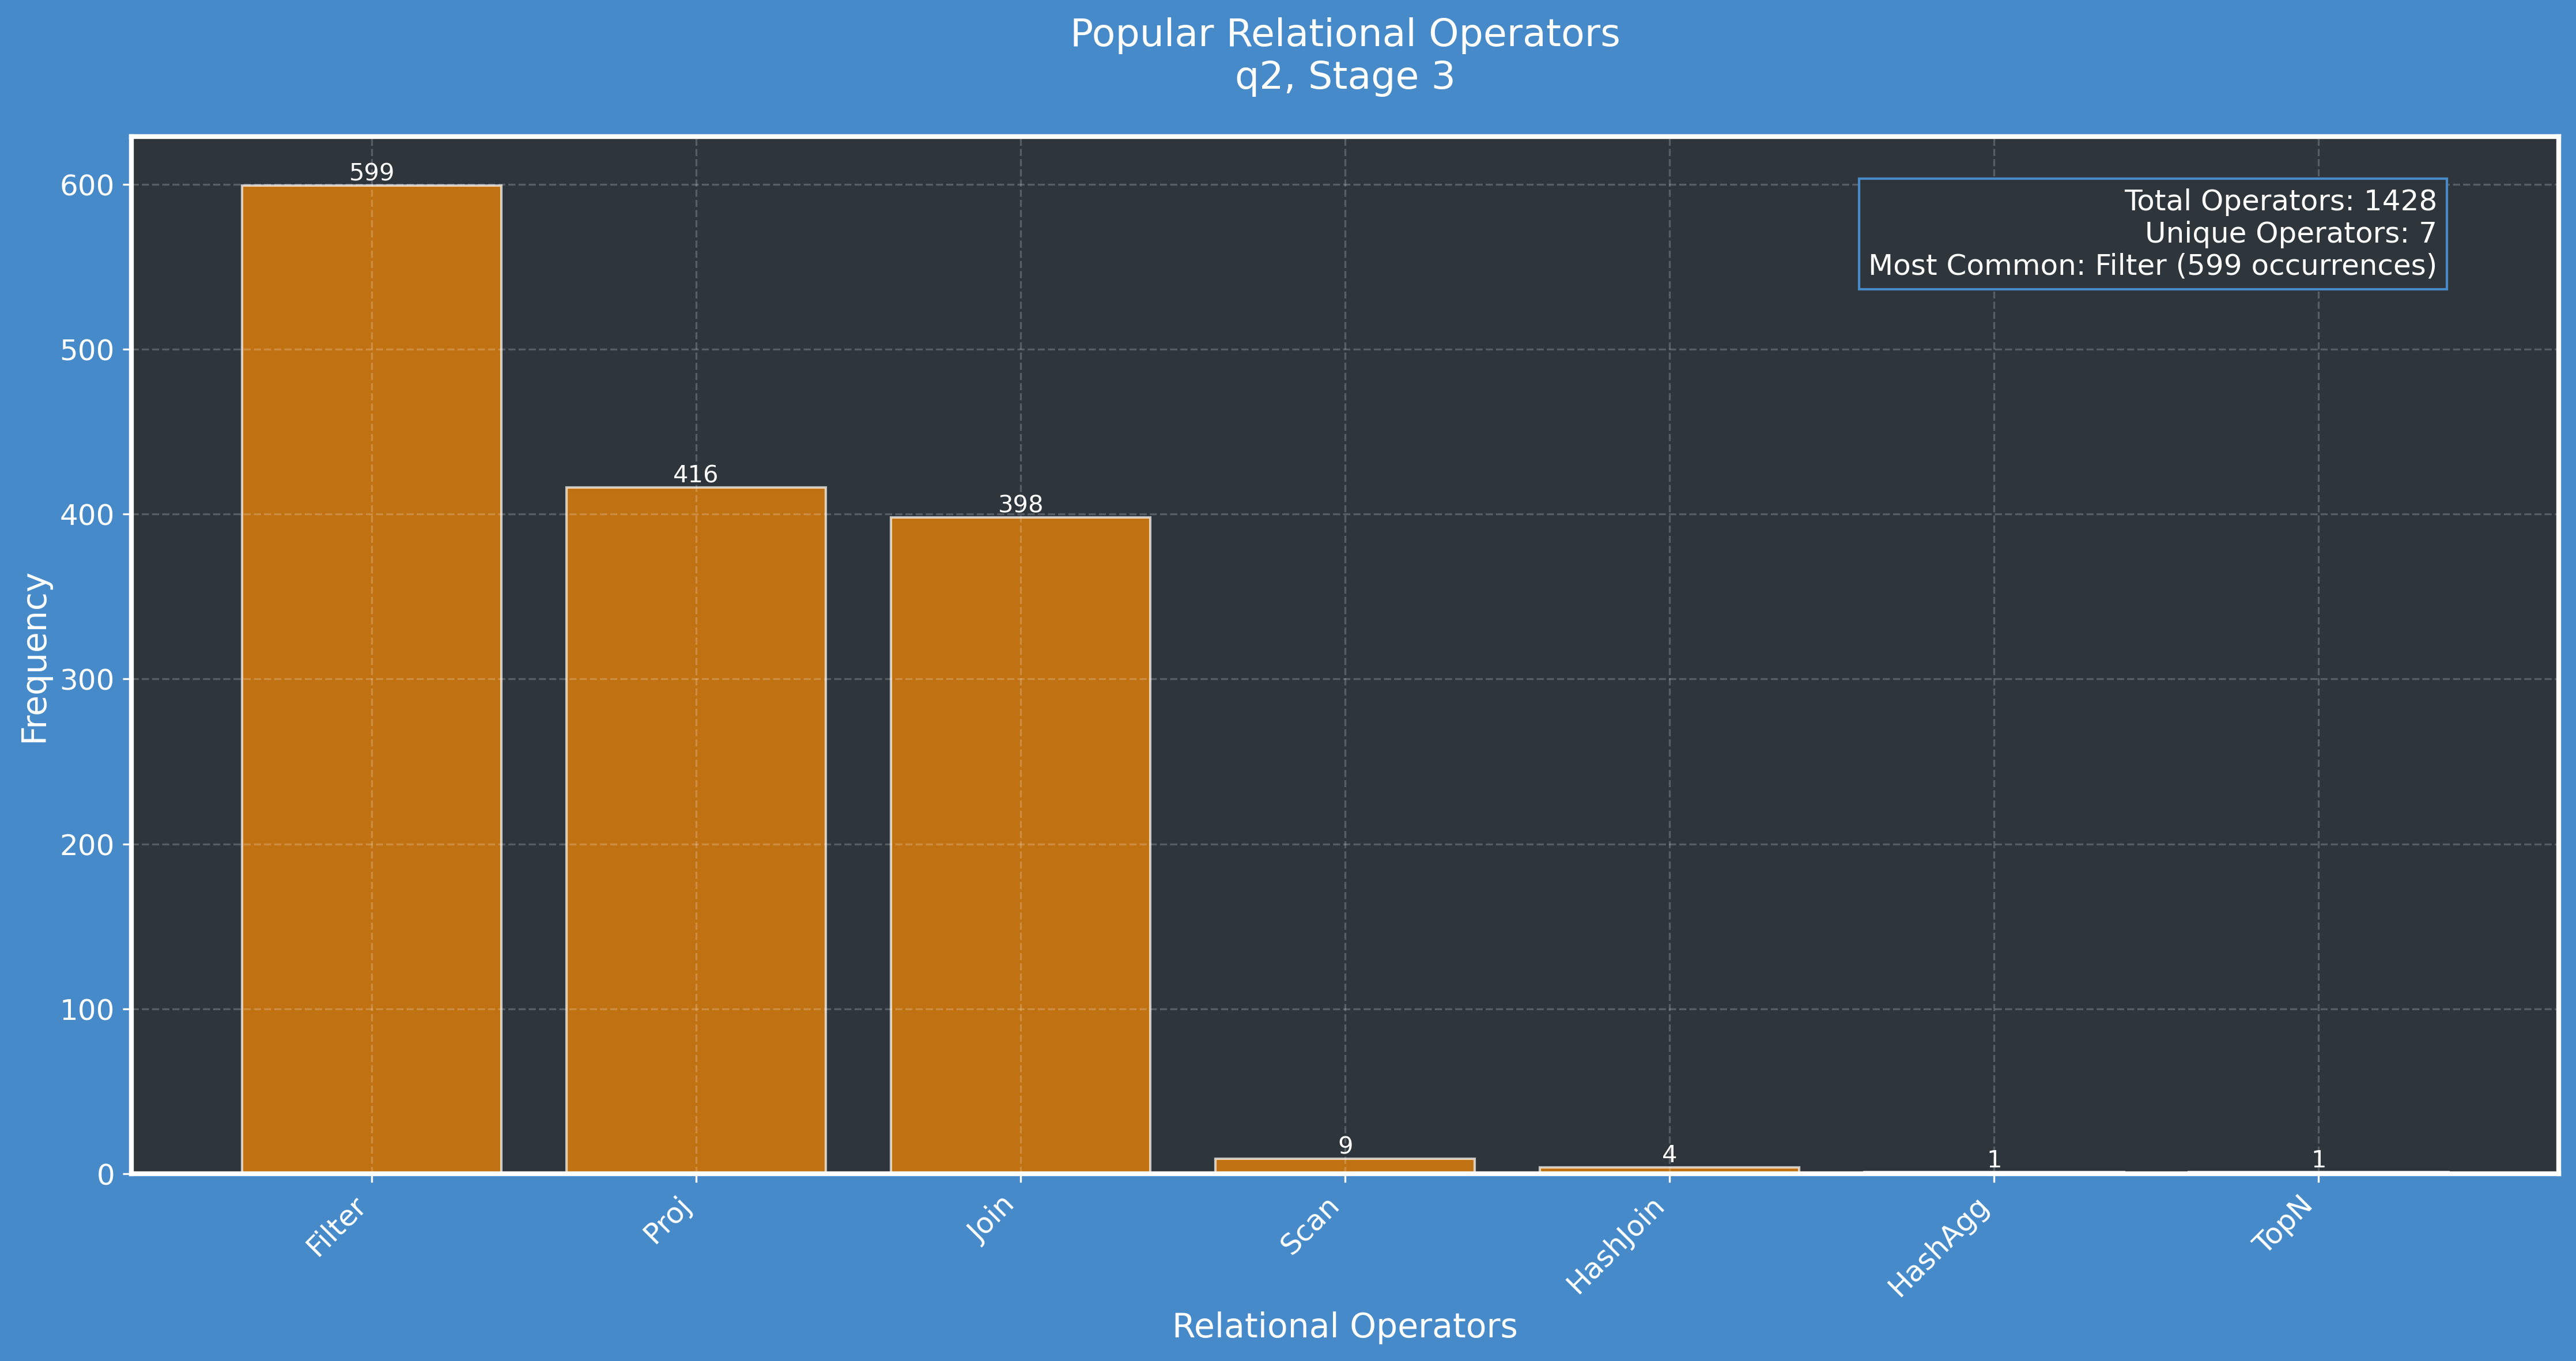 Popular Relational Operators
q2, Stage 3
Total Operators: 1428
Unique Operators: 7
Most Common: Filter (599 occurrences)
Frequency
600
500
400
300
200
100
0
599
416
398
9
4
1
1
Filter
Proj
Join
Scan
HashJoin
HashAgg
TopN
Relational Operators